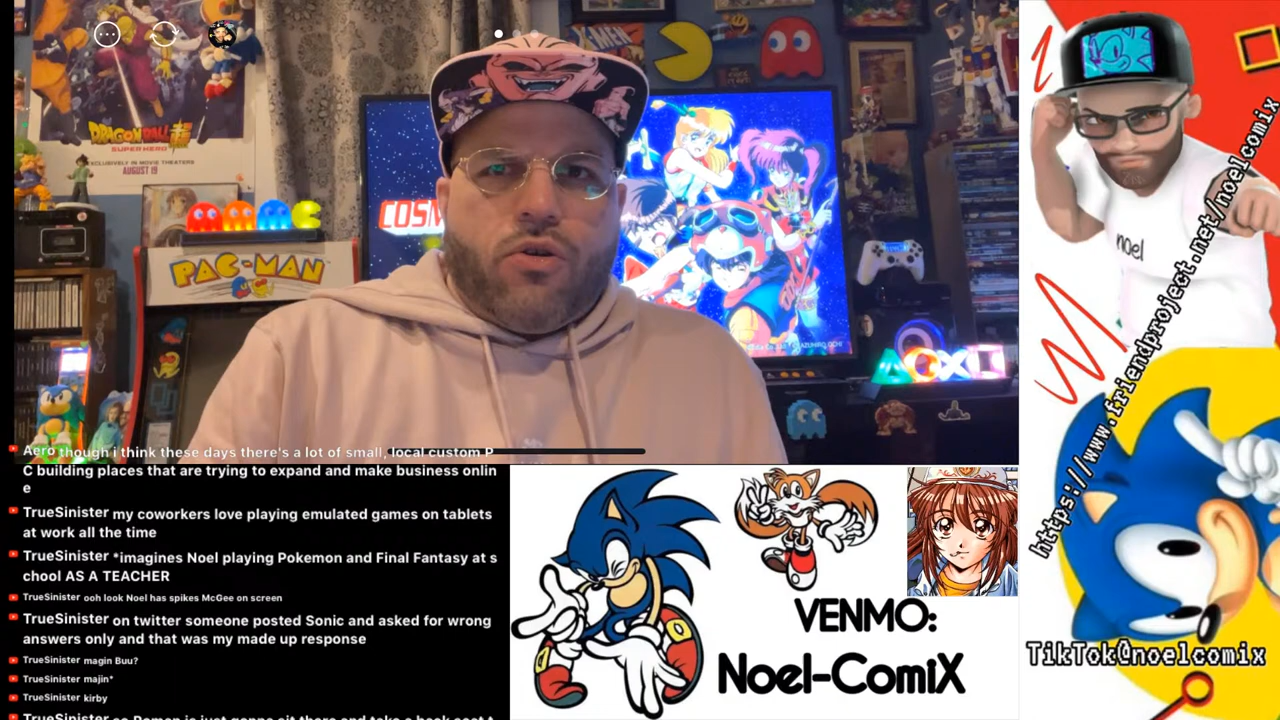 X-MEN
DRAGON BALL
SUPER HERO
EXCLUSIVELY IN MOVIE THEATERS
AUGUST 19
PAC-MAN
COSM
noel
https://www.friendproject.net/noelcomix
Aero though i think these days there's a lot of small, local custom P
C building places that are trying to expand and make business onlin
e
TrueSinister my coworkers love playing emulated games on tablets
at work all the time
TrueSinister *imagines Noel playing Pokemon and Final Fantasy at s
chool AS A TEACHER
TrueSinister ooh look Noel has spikes McGee on screen
TrueSinister on twitter someone posted Sonic and asked for wrong
answers only and that was my made up response
TrueSinister magin Buu?
TrueSinister majin*
TrueSinister kirby
VENMO:
Noel-ComiX
TikTok@noelcomix